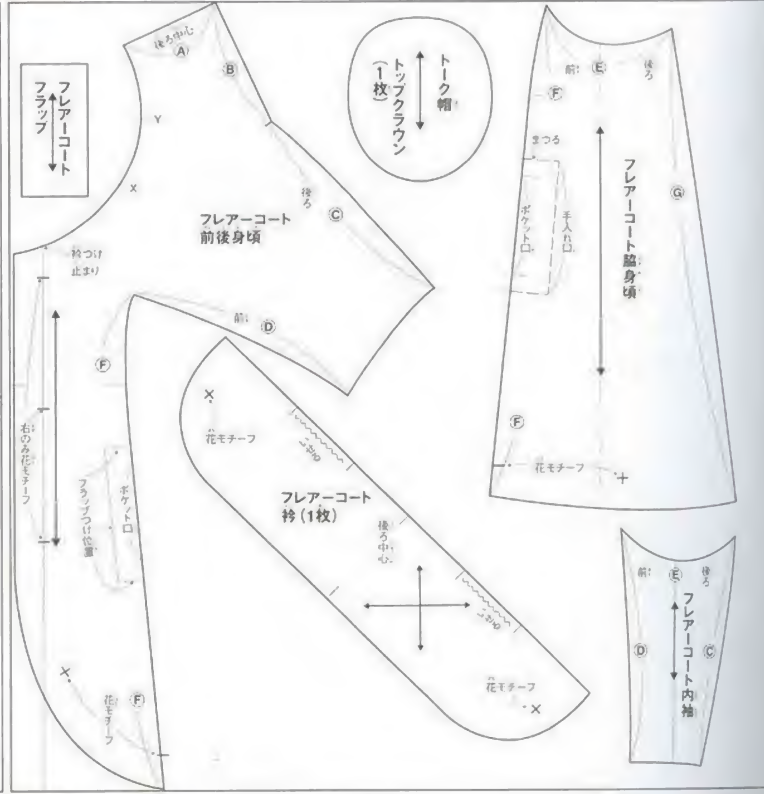 フレアーコート
フラップ
後ろ中心
A
B
Y
X
後ろ
C
フレアーコート
前後身頃
衿つけ
止まり
前
D
F
右のみ花モチーフ
ポケット口
フラップつけ位置
X
花モチーフ
F
トーク帽
トップクラウン
(1枚)
X
花モチーフ
いせる
フレアーコート
衿(1枚)
後ろ中心
いせる
花モチーフ
X
前
E
後ろ
F
まつる
ポケット口
手入れ口
フレアーコート脇身頃
G
F
花モチーフ
前
E
後ろ
フレアーコート内袖
D
C